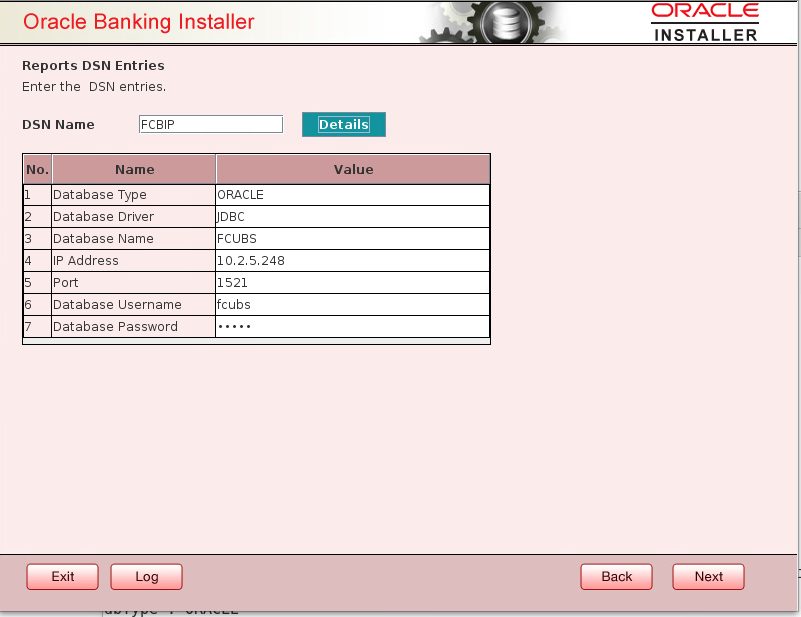 Oracle Banking Installer
ORACLE
INSTALLER
Reports DSN Entries
Enter the  DSN entries.
DSN Name FCBIP Details
No. Name Value
1 Database Type ORACLE
2 Database Driver JDBC
3 Database Name FCUBS
4 IP Address 10.2.5.248
5 Port 1521
6 Database Username fcubs
7 Database Password •••••
Exit Log Back Next